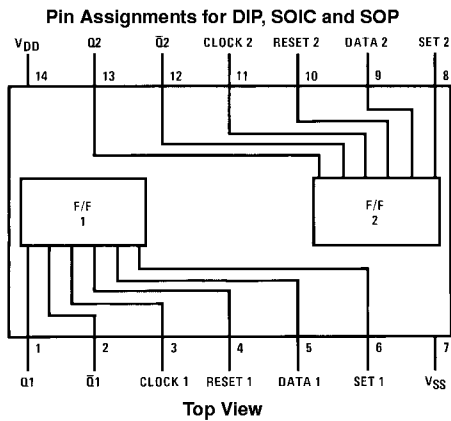 Pin Assignments for DIP, SOIC and SOP
VDD Q2 Q̅2 CLOCK 2 RESET 2 DATA 2 SET 2
14 13 12 11 10 9 8
F/F F/F
1 2
1 2 3 4 5 6 7
Q1 Q̅1 CLOCK 1 RESET 1 DATA 1 SET 1 VSS
Top View